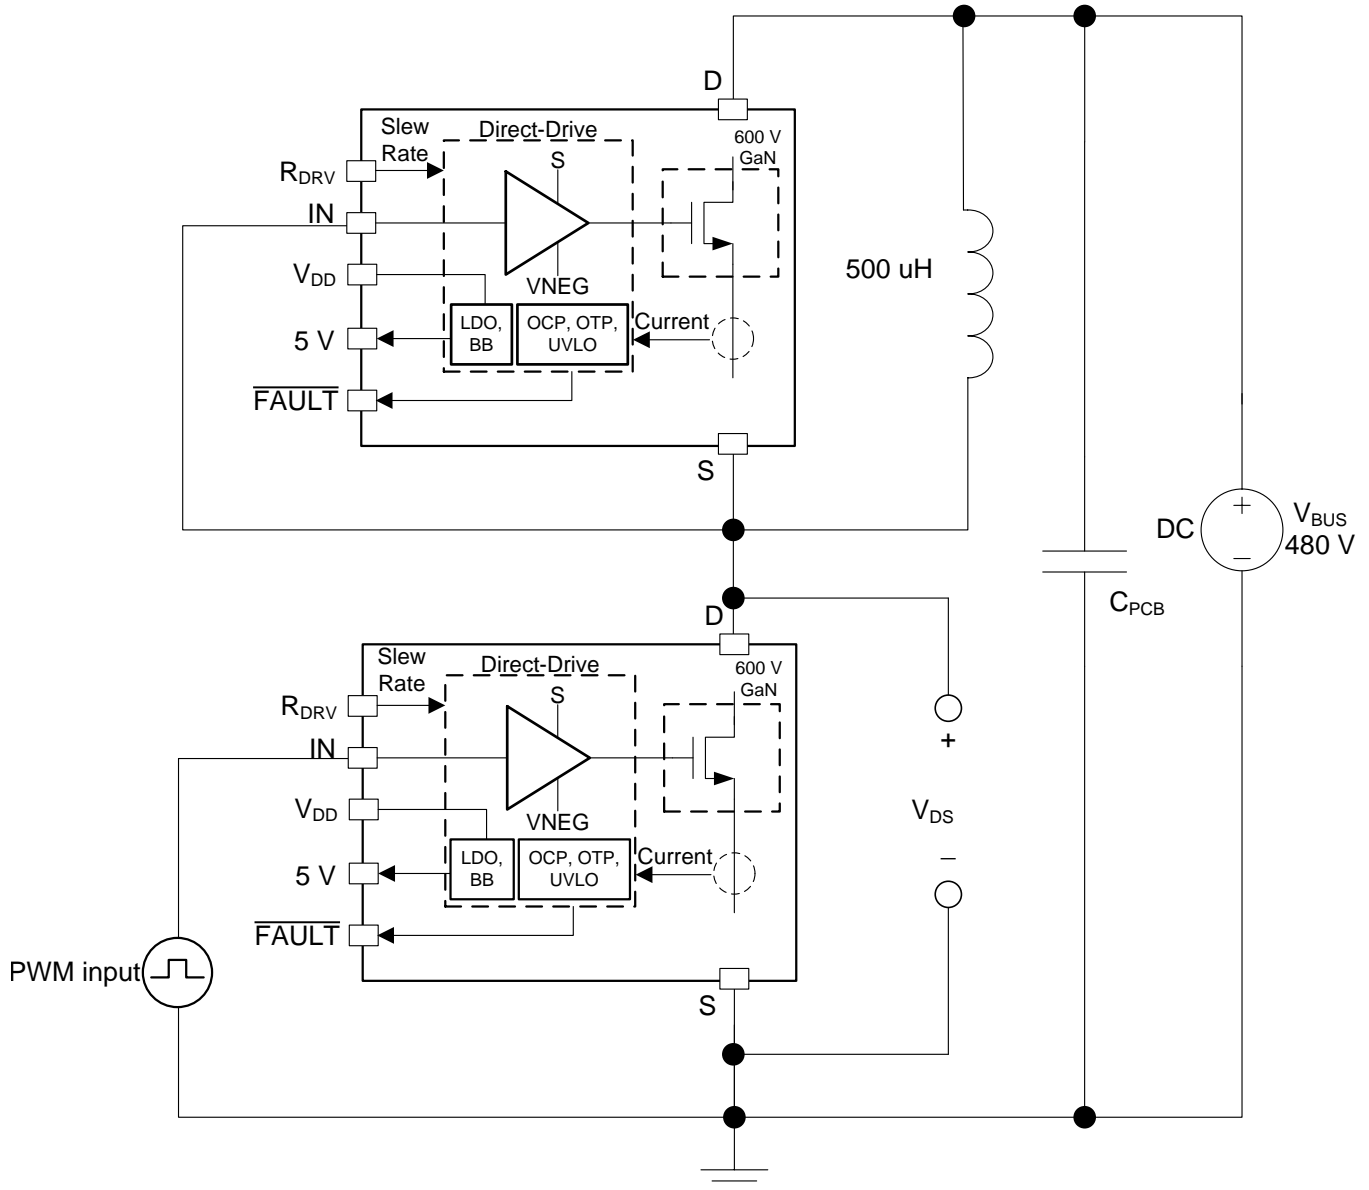 D
Slew
Rate
Direct-Drive
600 V
GaN
S
RDRV
IN
VDD
VNEG
LDO,
BB
OCP, OTP,
UVLO
Current
5 V
FAULT
S
500 uH
CPCB
DC
+
–
VBUS
480 V
D
Slew
Rate
Direct-Drive
600 V
GaN
S
RDRV
IN
VDD
VNEG
LDO,
BB
OCP, OTP,
UVLO
Current
5 V
FAULT
S
+
VDS
–
PWM input